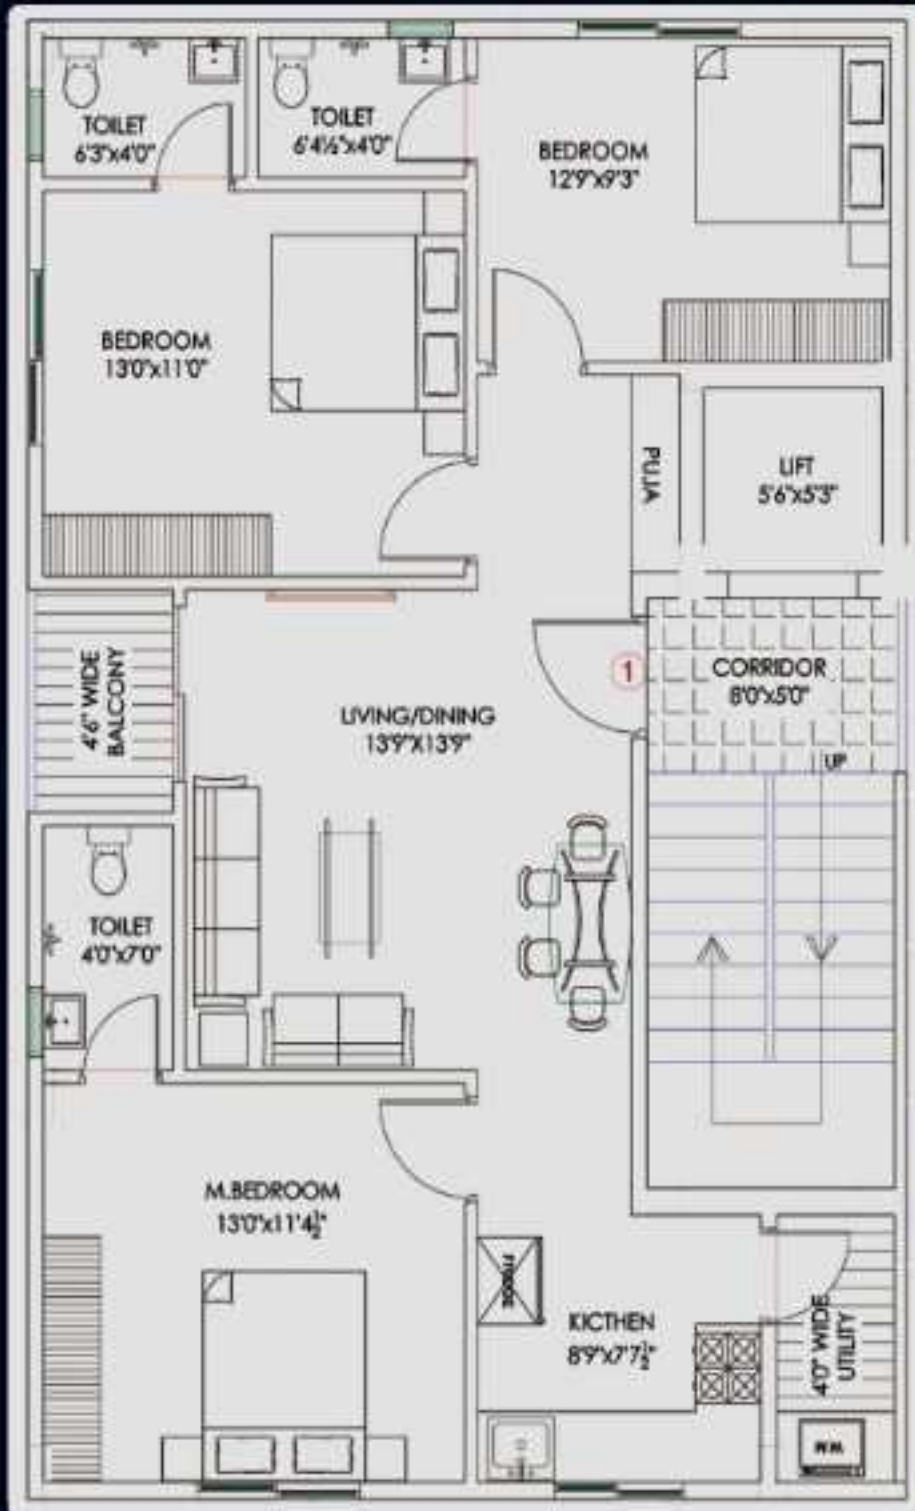 TOILET
6'3"x4'0"
TOILET
6'4½"x4'0"
BEDROOM
12'9"x9'3"
BEDROOM
13'0"x11'0"
PUJA
LIFT
5'6"x5'3"
4'6" WIDE
BALCONY
LIVING/DINING
13'9"X13'9"
1
CORRIDOR
8'0"x5'0"
UP
TOILET
4'0"x7'0"
M.BEDROOM
13'0"x11'4½"
FRIDGE
KICTHEN
8'9"x7'7½"
4'0" WIDE
UTILITY
WM